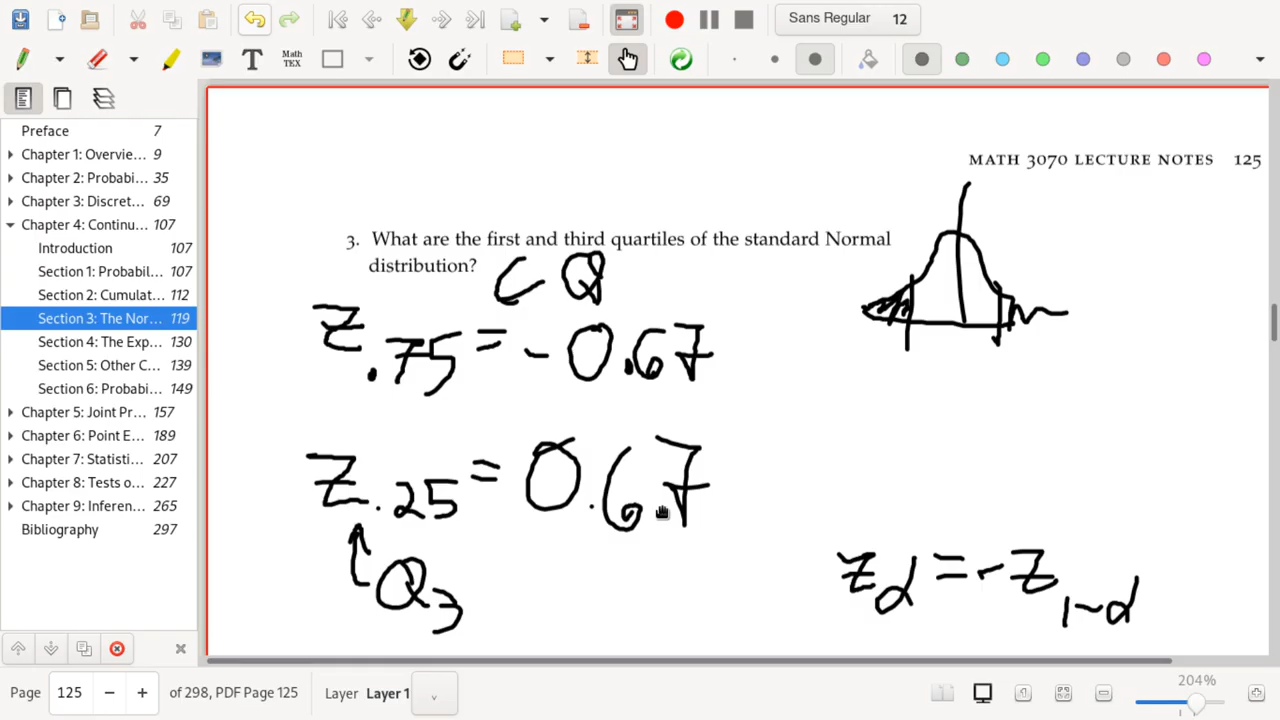 Sans Regular 12
T Math TEX
Preface 7
Chapter 1: Overvie... 9
Chapter 2: Probabi... 35
Chapter 3: Discret... 69
Chapter 4: Continu... 107
Introduction 107
Section 1: Probabil... 107
Section 2: Cumulat... 112
Section 3: The Nor... 119
Section 4: The Exp... 130
Section 5: Other C... 139
Section 6: Probabi... 149
Chapter 5: Joint Pr... 157
Chapter 6: Point E... 189
Chapter 7: Statisti... 207
Chapter 8: Tests o... 227
Chapter 9: Inferen... 265
Bibliography 297
MATH 3070 LECTURE NOTES 125
3. What are the first and third quartiles of the standard Normal
distribution?
Q
z.75 = -0.67
z.25 = 0.67
Q3
zα = -z1-α
Page 125 of 298, PDF Page 125 Layer Layer 1 204%